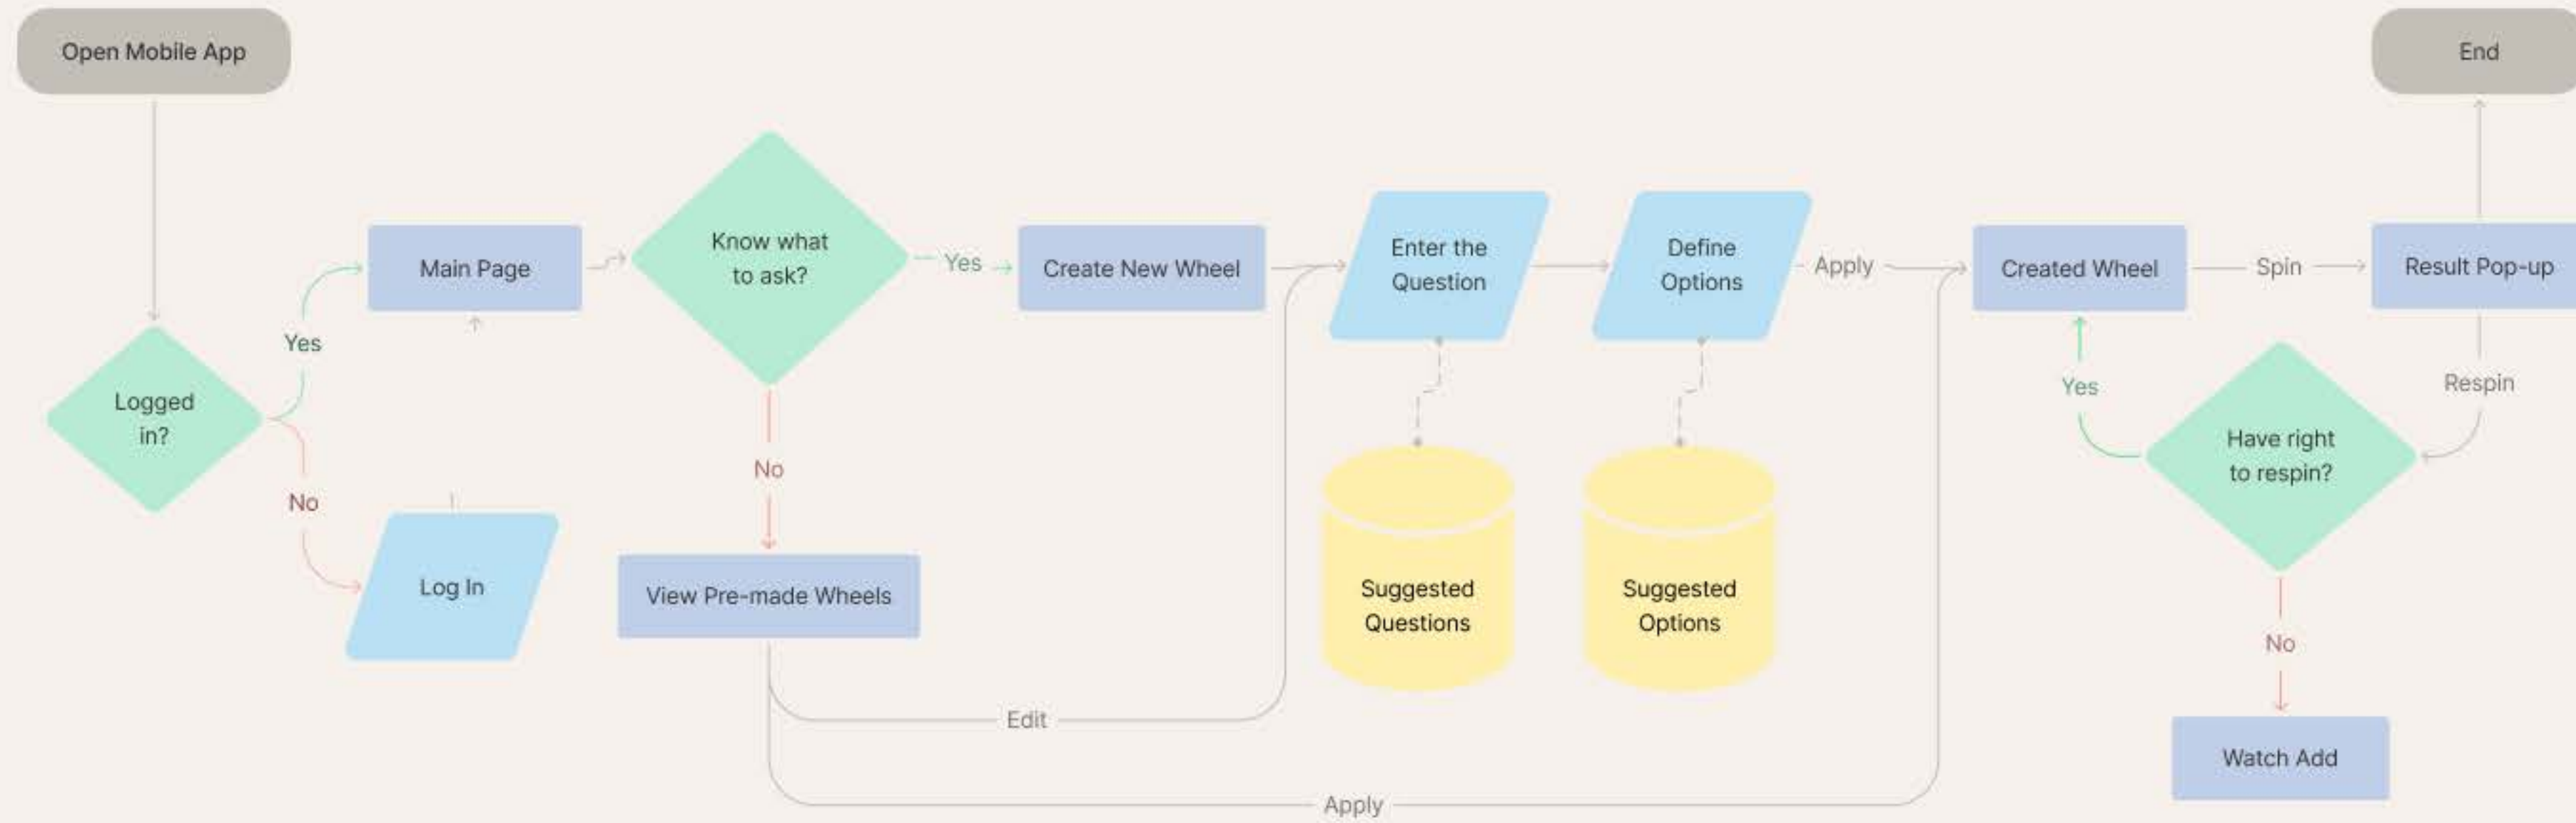 Open Mobile App
End
Know what
to ask?
Main Page
Yes
Create New Wheel
Enter the
Question
Define
Options
Apply
Created Wheel
Spin
Result Pop-up
Yes
Logged
in?
No
Log In
No
View Pre-made Wheels
Edit
Apply
Suggested
Questions
Suggested
Options
Yes
Respin
Have right
to respin?
No
Watch Add